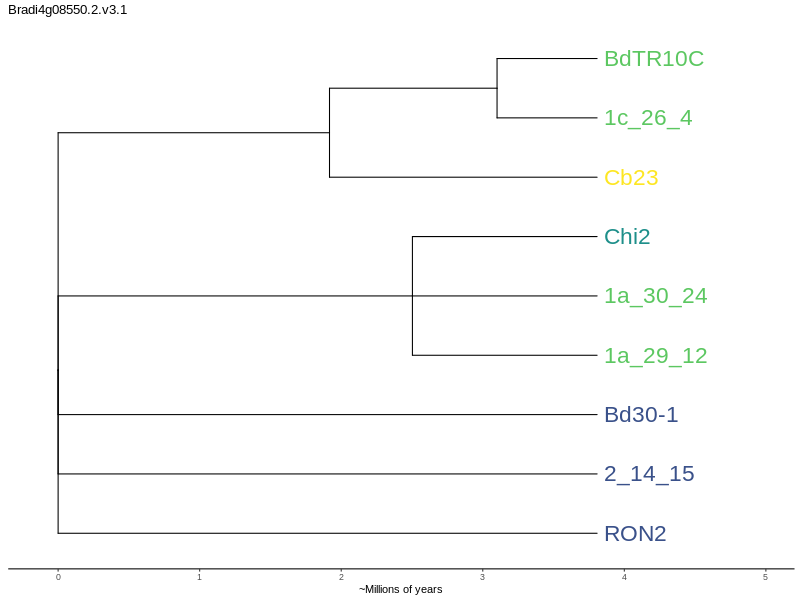 Bradi4g08550.2.v3.1
BdTR10C
1c_26_4
Cb23
Chi2
1a_30_24
1a_29_12
Bd30-1
2_14_15
RON2
0 1 2 3 4 5
~Millions of years